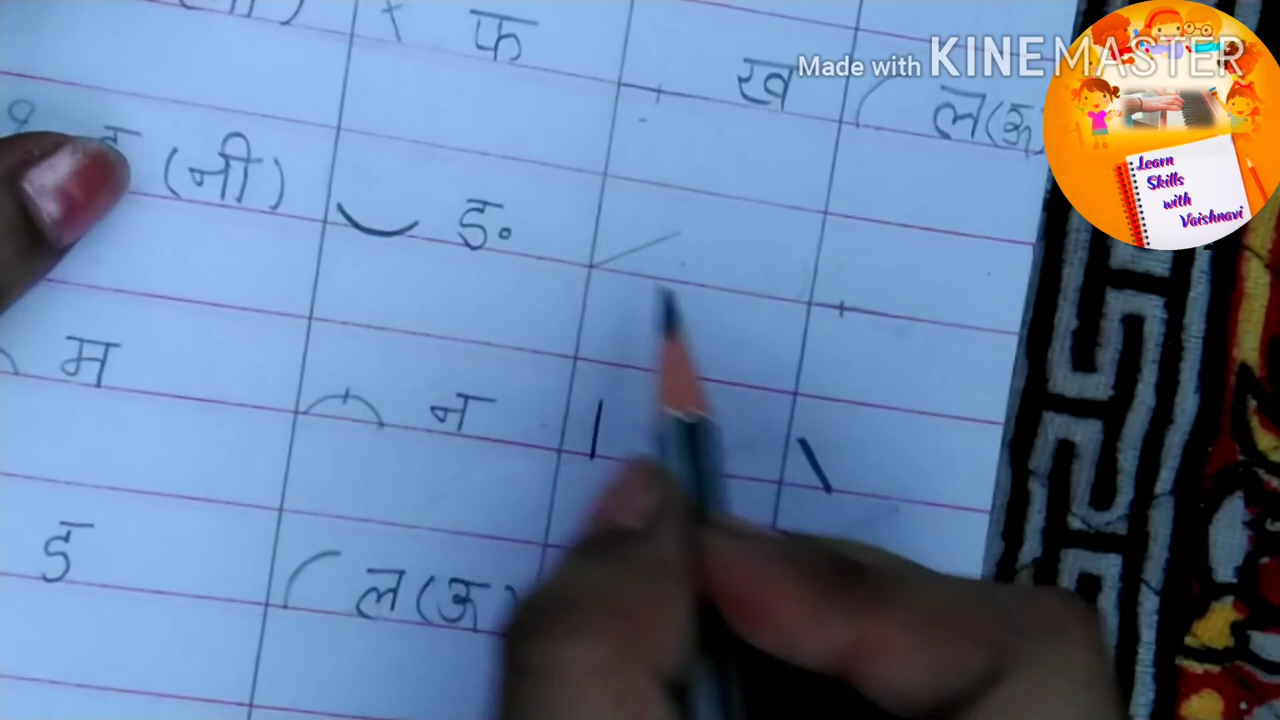 फ
ख
ल(ऊ
(नी)
ड॰
म
न
ड
ल(ऊ
Made with KINEMASTER
Learn
Skills
with
Vaishnavi